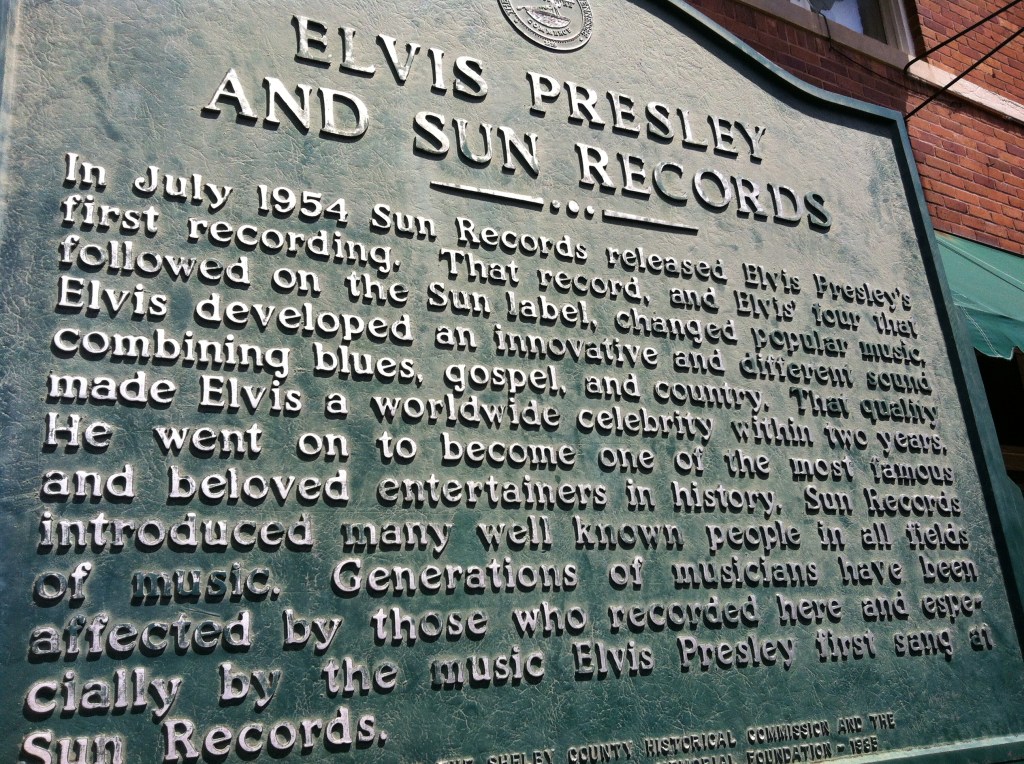 COMMERCE
ELVIS PRESLEY
AND SUN RECORDS
In July 1954 Sun Records released Elvis Presley's
first recording. That record, and Elvis' four that
followed on the Sun label, changed popular music.
Elvis developed an innovative and different sound
combining blues, gospel, and country. That quality
made Elvis a worldwide celebrity within two years.
He went on to become one of the most famous
and beloved entertainers in history. Sun Records
introduced many well known people in all fields
of music. Generations of musicians have been
affected by those who recorded here and espe-
cially by the music Elvis Presley first sang at
Sun Records.
THE SHELBY COUNTY HISTORICAL COMMISSION AND THE
MEMORIAL FOUNDATION - 1985